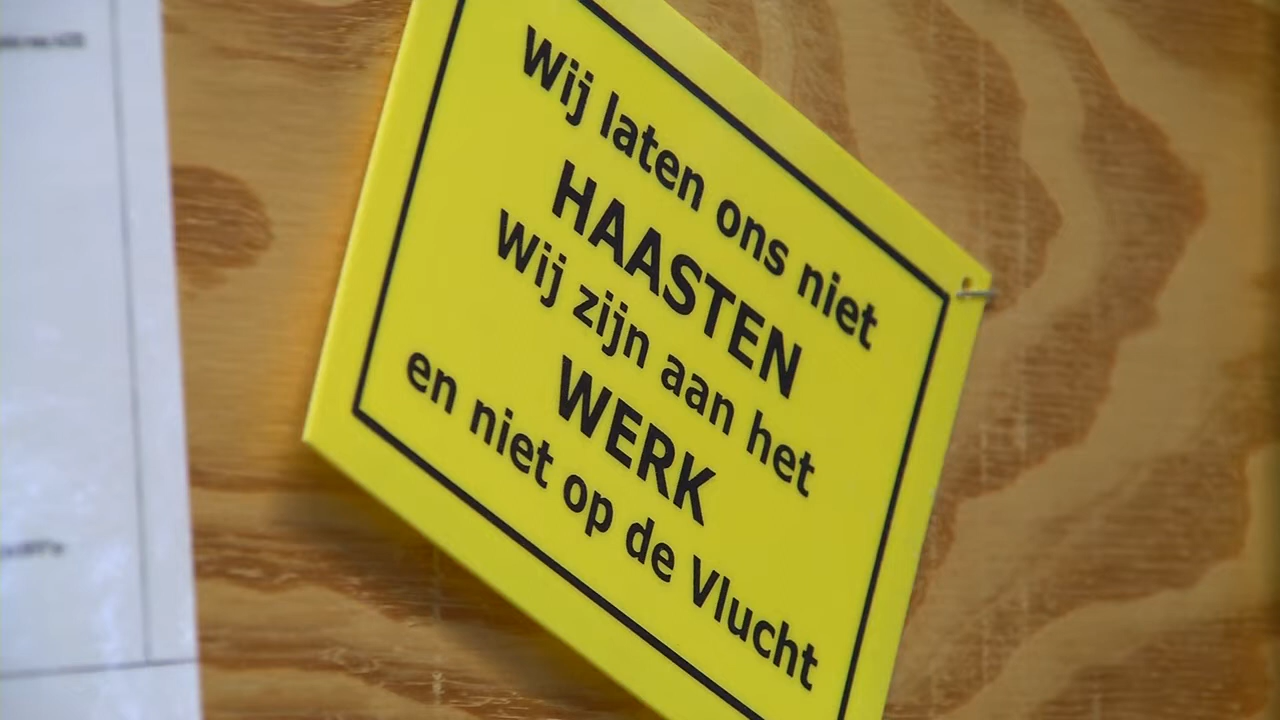 Wij laten ons niet
HAASTEN
Wij zijn aan het
WERK
en niet op de Vlucht